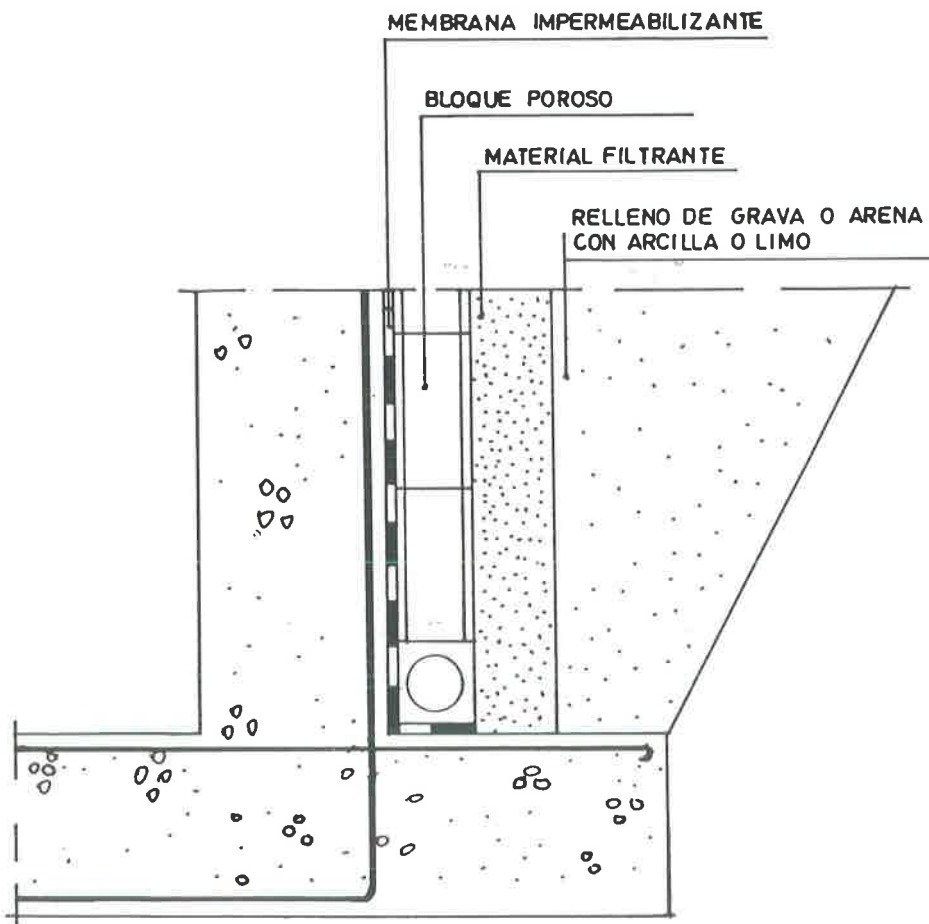 MEMBRANA IMPERMEABILIZANTE
BLOQUE POROSO
MATERIAL FILTRANTE
RELLENO DE GRAVA O ARENA
CON ARCILLA O LIMO